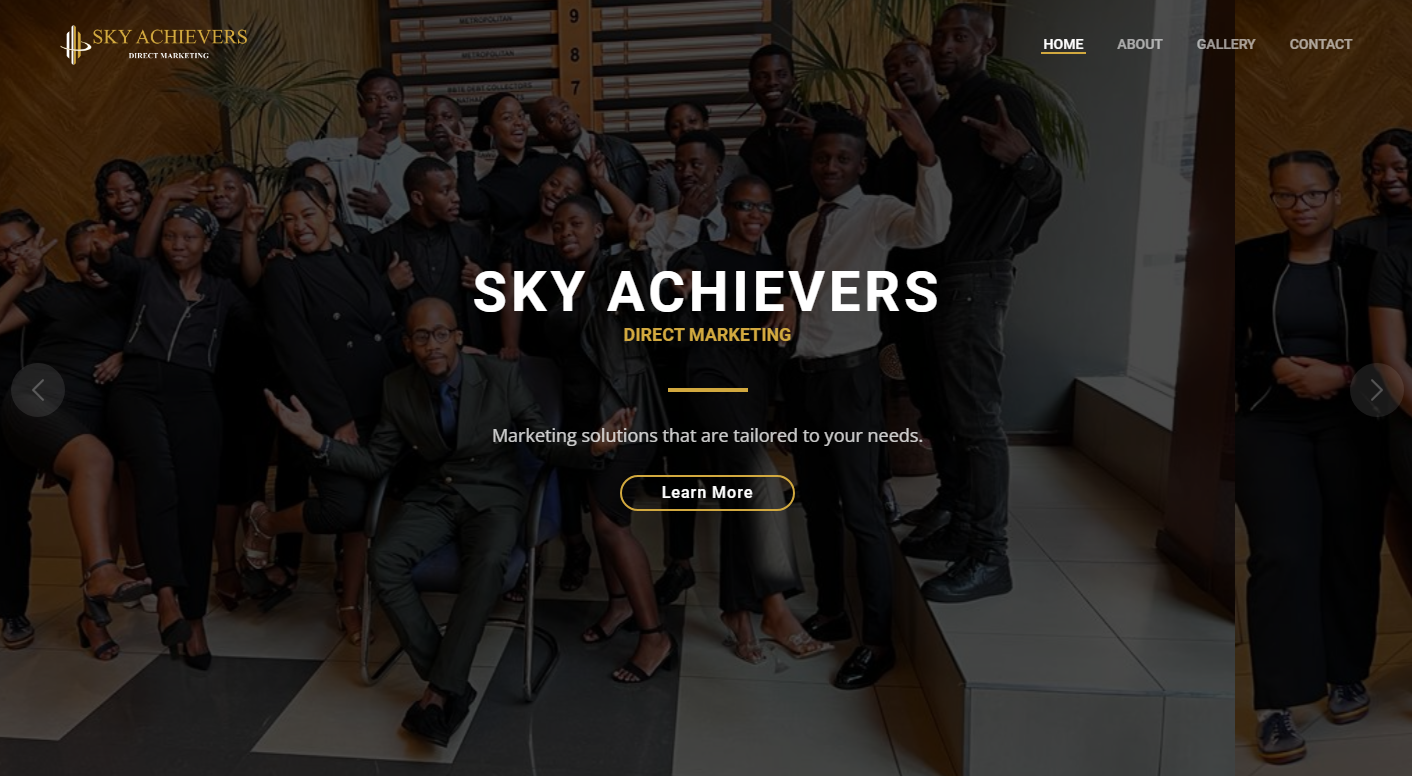 SKY ACHIEVERS
DIRECT MARKETING
HOME
ABOUT
GALLERY
CONTACT
METROPOLITAN
9
METROPOLITAN
8
7
SKY ACHIEVERS
DIRECT MARKETING
Marketing solutions that are tailored to your needs.
Learn More